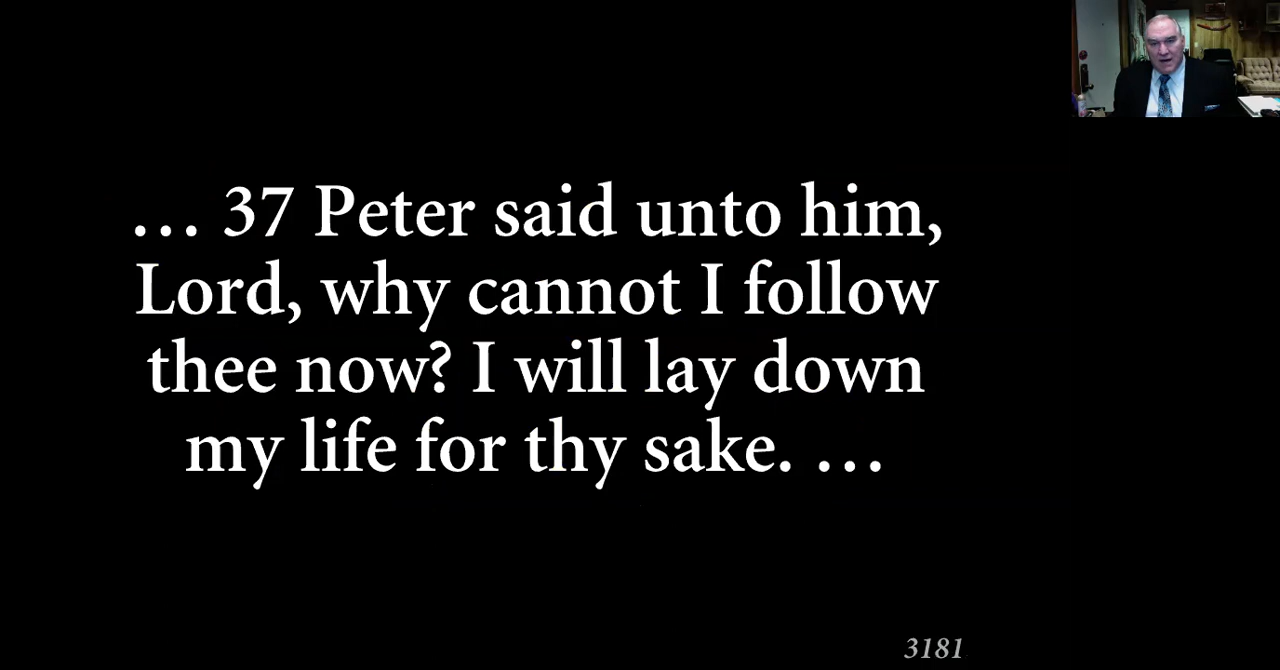 … 37 Peter said unto him,
Lord, why cannot I follow
thee now? I will lay down
my life for thy sake. …
3181